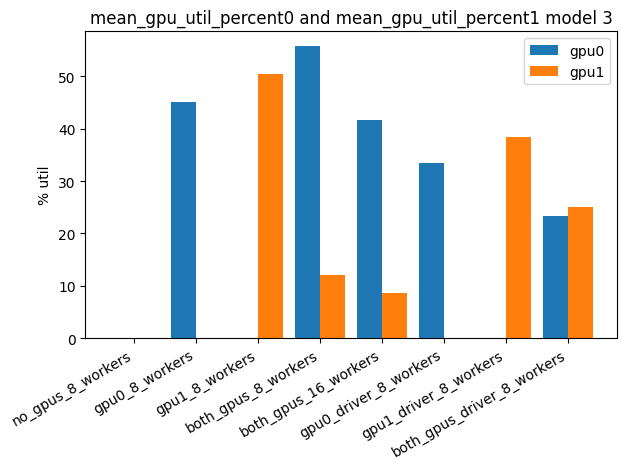 mean_gpu_util_percent0 and mean_gpu_util_percent1 model 3
gpu0
gpu1
% util
50
40
30
20
10
0
no_gpus_8_workers
gpu0_8_workers
gpu1_8_workers
both_gpus_8_workers
both_gpus_16_workers
gpu0_driver_8_workers
gpu1_driver_8_workers
both_gpus_driver_8_workers